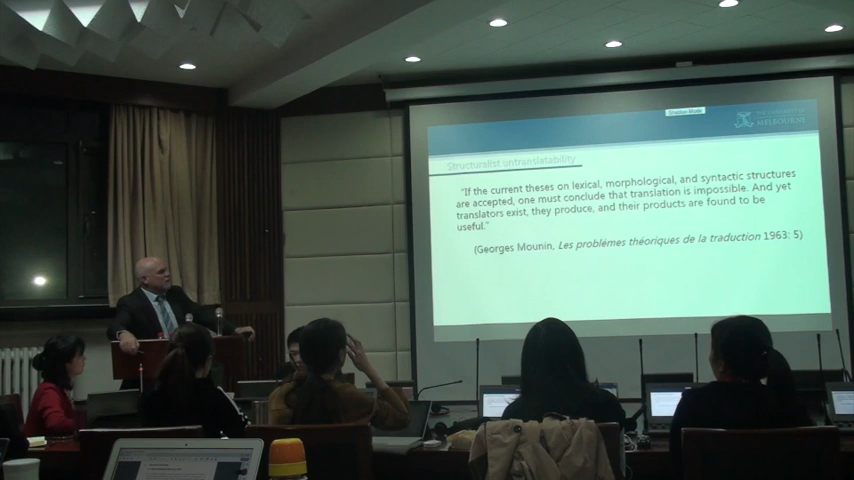 MELBOURNE
Structuralist untranslatability
"If the current theses on lexical, morphological, and syntactic structures
are accepted, one must conclude that translation is impossible. And yet
translators exist, they produce, and their products are found to be
useful."
(Georges Mounin, Les problèmes théoriques de la traduction 1963: 5)